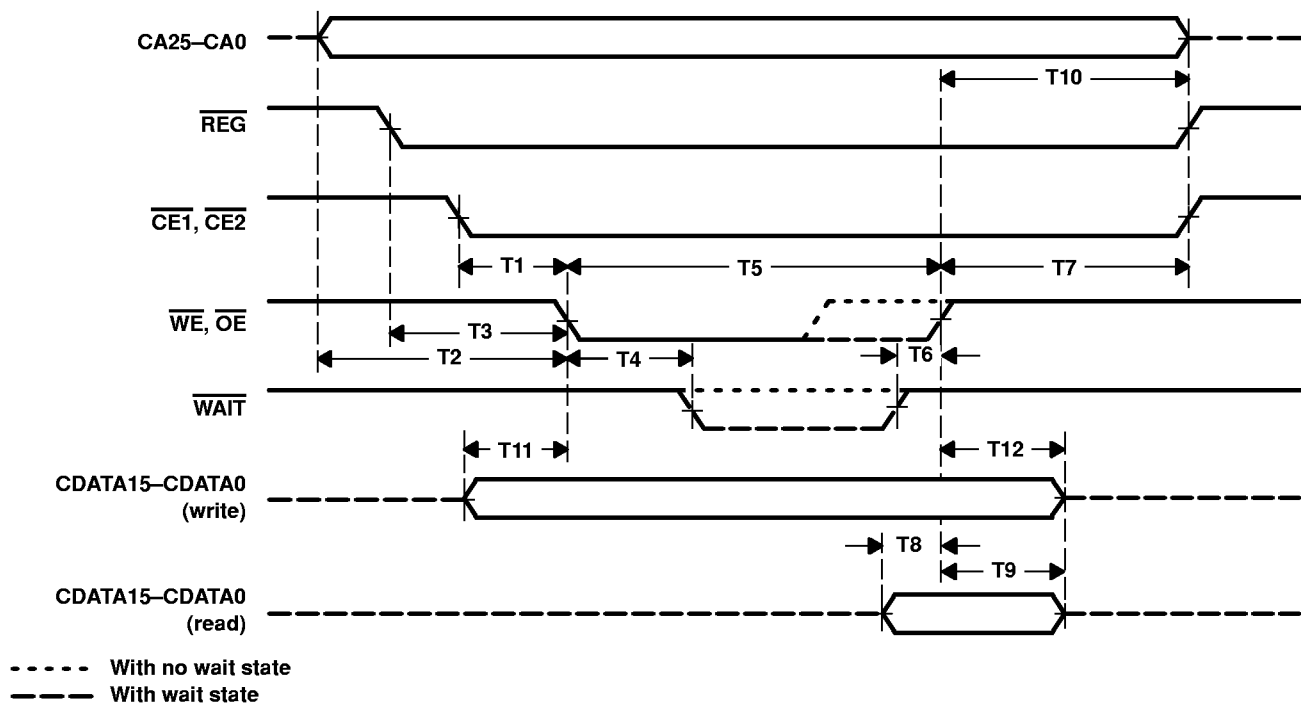 CA25–CA0
T10
REG
CE1, CE2
T1
T5
T7
WE, OE
T3
T6
T2
T4
WAIT
T11
T12
CDATA15–CDATA0
(write)
T8
T9
CDATA15–CDATA0
(read)
With no wait state
With wait state